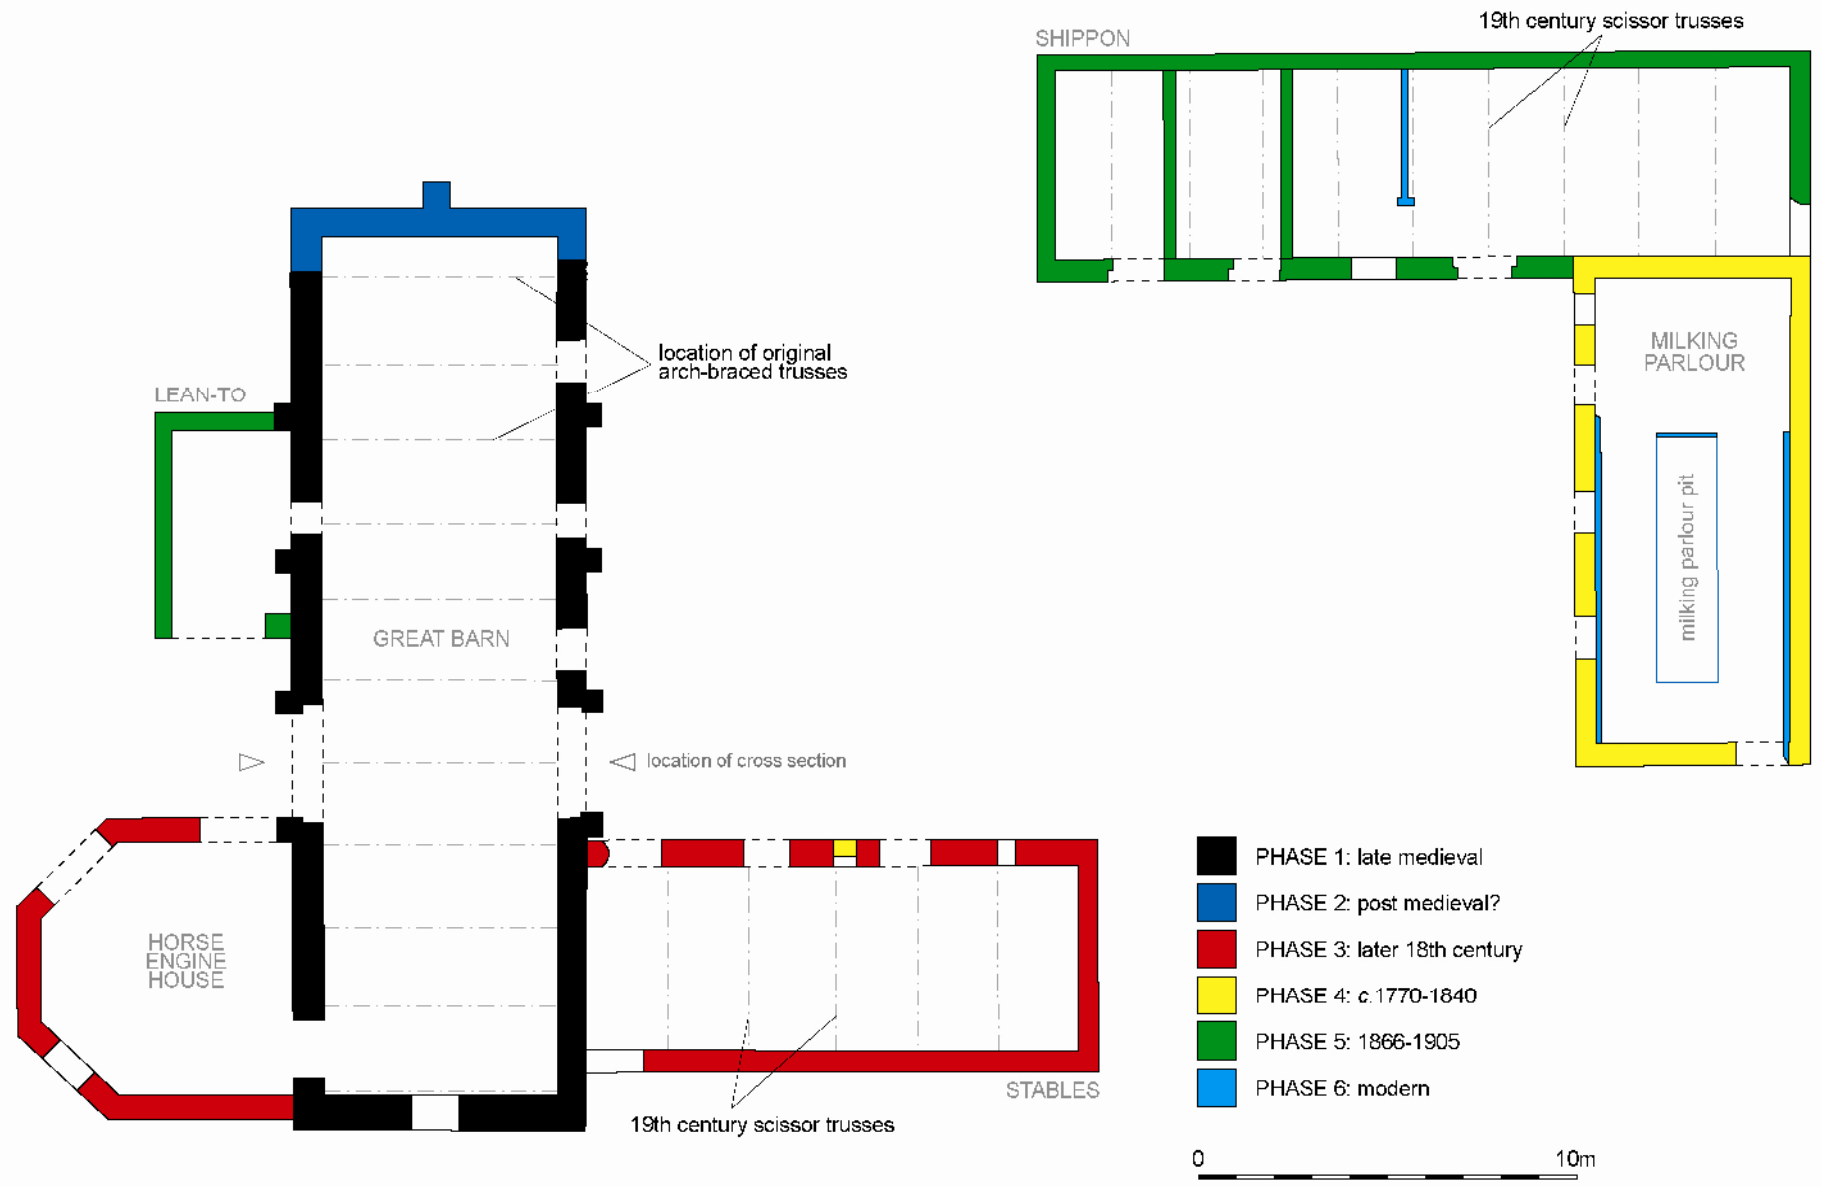 19th century scissor trusses
SHIPPON
location of original
arch-braced trusses
MILKING
PARLOUR
LEAN-TO
milking parlour pit
GREAT BARN
location of cross section
HORSE
ENGINE
HOUSE
STABLES
19th century scissor trusses
PHASE 1: late medieval
PHASE 2: post medieval?
PHASE 3: later 18th century
PHASE 4: c.1770-1840
PHASE 5: 1866-1905
PHASE 6: modern
0 10m